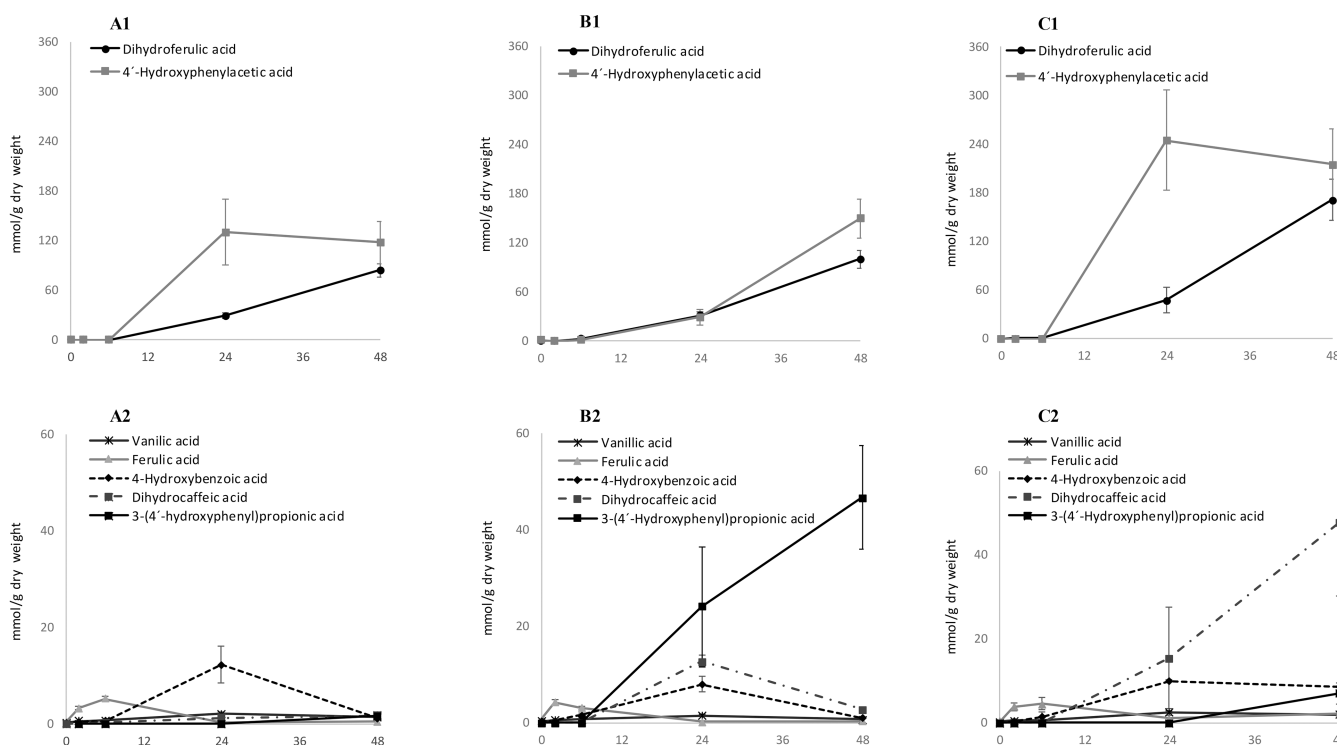 A1
Dihydroferulic acid
4´-Hydroxyphenylacetic acid
mmol/g dry weight
360
300
240
180
120
60
0
0 12 24 36 48
B1
Dihydroferulic acid
4´-Hydroxyphenylacetic acid
mmol/g dry weight
360
300
240
180
120
60
0
0 12 24 36 48
C1
Dihydroferulic acid
4´-Hydroxyphenylacetic acid
mmol/g dry weight
360
300
240
180
120
60
0
0 12 24 36 48
A2
Vanilic acid
Ferulic acid
4-Hydroxybenzoic acid
Dihydrocaffeic acid
3-(4´-hydroxyphenyl)propionic acid
mmol/g dry weight
60
40
20
0
0 12 24 36 48
B2
Vanillic acid
Ferulic acid
4-Hydroxybenzoic acid
Dihydrocaffeic acid
3-(4´-Hydroxyphenyl)propionic acid
mmol/g dry weight
60
40
20
0
0 12 24 36 48
C2
Vanillic acid
Ferulic acid
4-Hydroxybenzoic acid
Dihydrocaffeic acid
3-(4´-Hydroxyphenyl)propionic acid
mmol/g dry weight
60
40
20
0
0 12 24 36